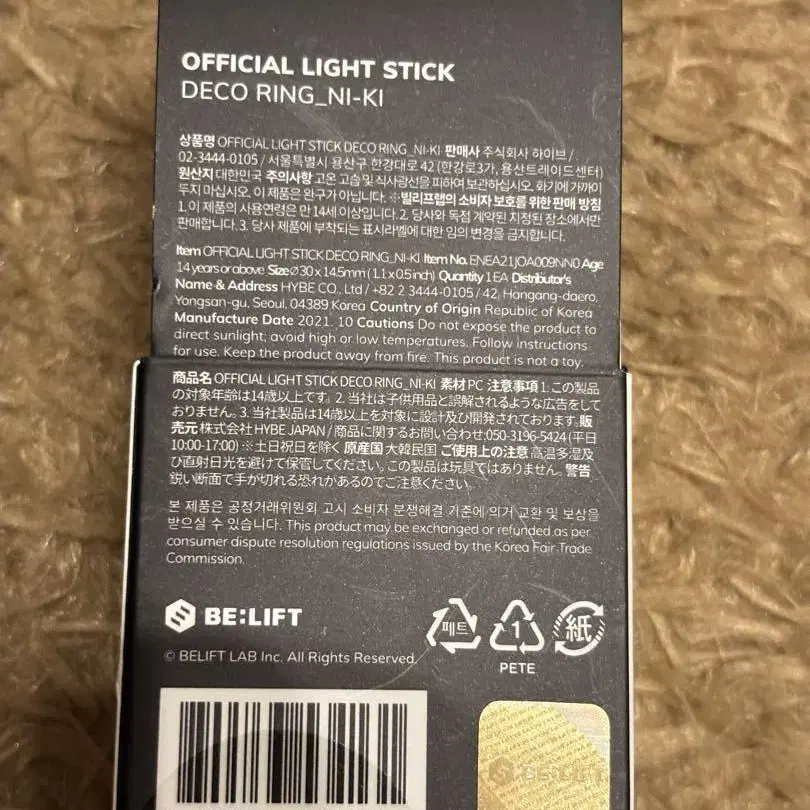 OFFICIAL LIGHT STICK
DECO RING_NI-KI
상품명 OFFICIAL LIGHT STICK DECO RING_NI-KI 판매사 주식회사 하이브 /
02-3444-0105 / 서울특별시 용산구 한강대로 42 (한강로3가, 용산트레이드센터)
원산지 대한민국 주의사항 고온 고습 및 직사광선을 피하여 보관하십시오. 화기에 가까이
두지 마십시오. 이 제품은 완구가 아닙니다. ※빌리프랩의 소비자 보호를 위한 판매 방침
1. 이 제품의 사용연령은 만 14세 이상입니다. 2. 당사와 독점 계약된 지정된 장소에서만
판매합니다. 3. 당사 제품에 부착되는 표시라벨에 대한 임의 변경을 금지합니다.
Item OFFICIAL LIGHT STICK DECO RING_NI-KI Item No. ENEA21JOA009NN0 Age
14 years or above Size Ø 30 x 14.5mm (1.1 x 0.5 inch) Quantity 1 EA Distributor's
Name & Address HYBE CO., Ltd / +82 2 3444-0105 / 42, Hangang-daero,
Yongsan-gu, Seoul, 04389 Korea Country of Origin Republic of Korea
Manufacture Date 2021. 10 Cautions Do not expose the product to
direct sunlight; avoid high or low temperatures. Follow instructions
for use. Keep the product away from fire. This product is not a toy.
商品名 OFFICIAL LIGHT STICK DECO RING_NI-KI 素材 PC 注意事項 1. この製品
の対象年齢は14歳以上です。 2. 当社は子供用品と誤解されるような広告をして
おりません。 3. 当社製品は14歳以上を対象に設計及び開発されております。販
売元 株式会社 HYBE JAPAN / 商品に関するお問い合わせ:050-3196-5424 (平日
10:00-17:00) ※土日祝日を除く 原産国 大韓民国 ご使用上の注意 高温多湿及
び直射日光を避けて保管してください。この製品は玩具ではありません。警告
鋭い断面で手が切れる恐れがあるのでご注意ください。
본 제품은 공정거래위원회 고시 소비자 분쟁해결 기준에 의거 교환 및 보상을
받으실 수 있습니다. This product may be exchanged or refunded as per
consumer dispute resolution regulations issued by the Korea Fair Trade
Commission.
BE:LIFT
페트
1
紙
PETE
© BELIFT LAB Inc. All Rights Reserved.
BE:LIFT